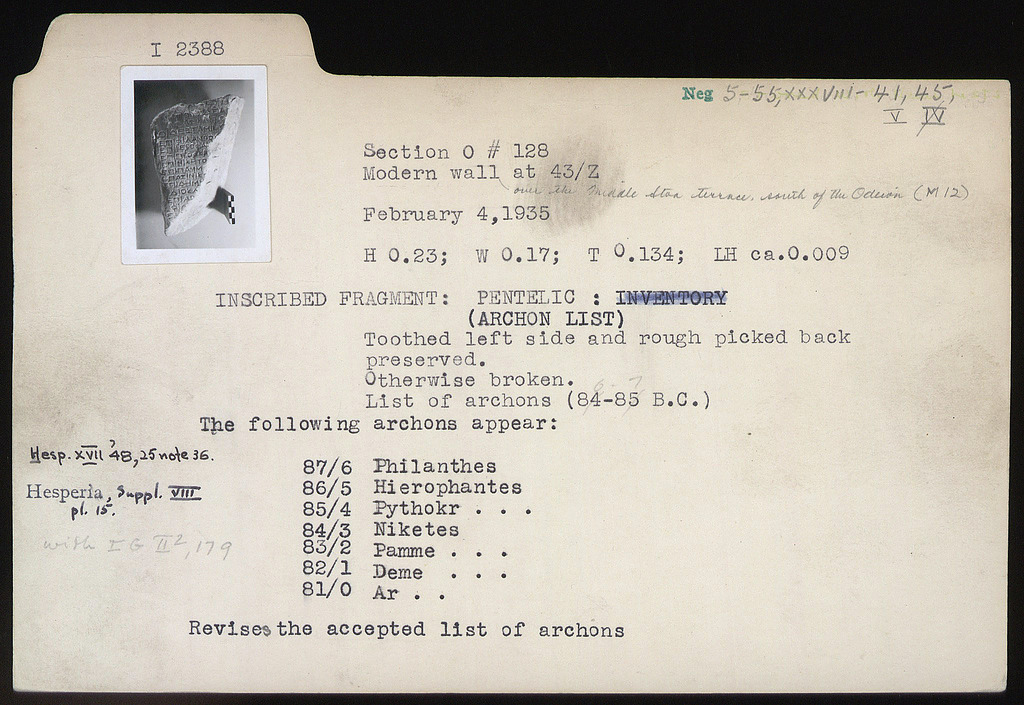 I 2388
Neg 5-55, XXXVIII-41, 45,
V IV
Section O # 128
Modern wall at 43/Z
over the Middle Stoa terrace, south of the Odeion (M 12)
February 4, 1935
H 0.23; W 0.17; T 0.134; LH ca.0.009
INSCRIBED FRAGMENT: PENTELIC : INVENTORY
(ARCHON LIST)
Toothed left side and rough picked back
preserved.
Otherwise broken.
List of archons (84-85 B.C.)
The following archons appear:
Hesp. XVII '48, 25 note 36.
Hesperia, Suppl. VIII
pl. 15.
with IG II², 179
87/6 Philanthes
86/5 Hierophantes
85/4 Pythokr . . .
84/3 Niketes
83/2 Pamme . . .
82/1 Deme . . .
81/0 Ar . .
Revises the accepted list of archons